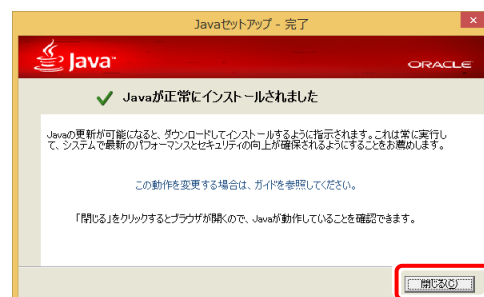 Javaセットアップ - 完了
×
Java™
ORACLE
Javaが正常にインストールされました
Javaの更新が可能になると、ダウンロードしてインストールするように指示されます。これは常に実行し
て、システムで最新のパフォーマンスとセキュリティの向上が確保されるようにすることをお薦めします。
この動作を変更する場合は、ガイドを参照してください。
「閉じる」をクリックするとブラウザが開くので、Javaが動作していることを確認できます。
閉じる(C)